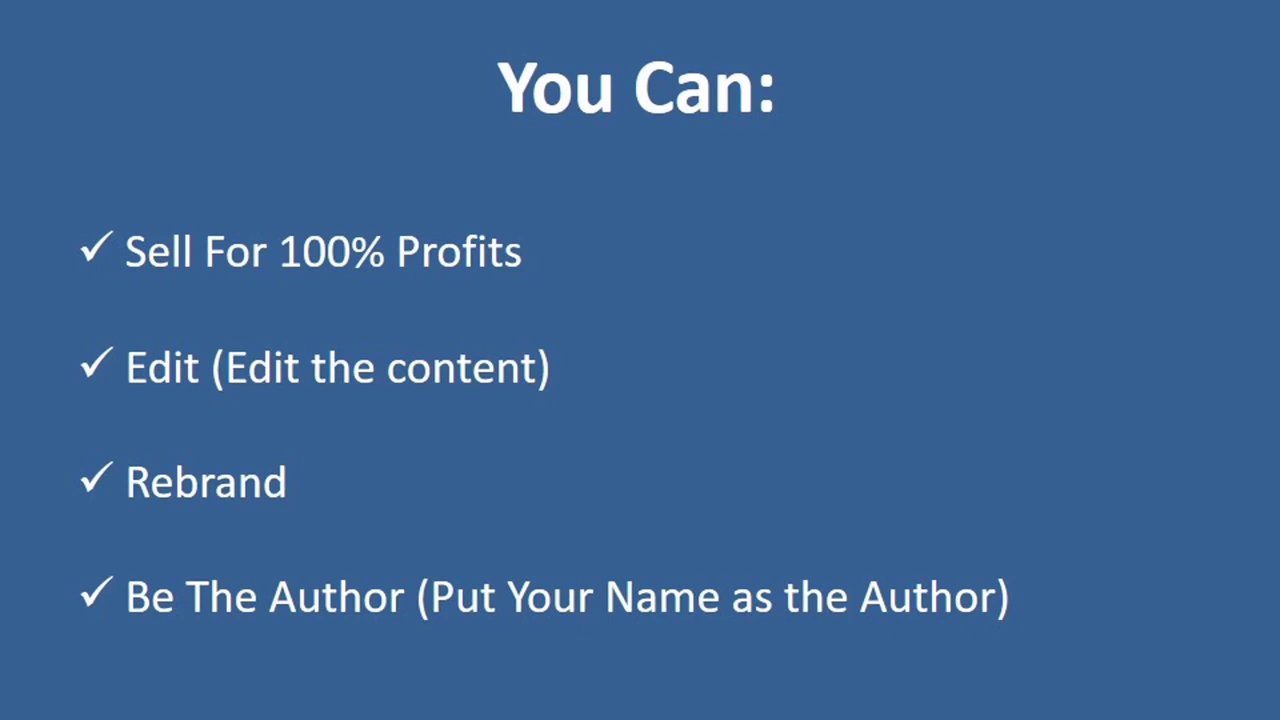 You Can:
✓ Sell For 100% Profits
✓ Edit (Edit the content)
✓ Rebrand
✓ Be The Author (Put Your Name as the Author)